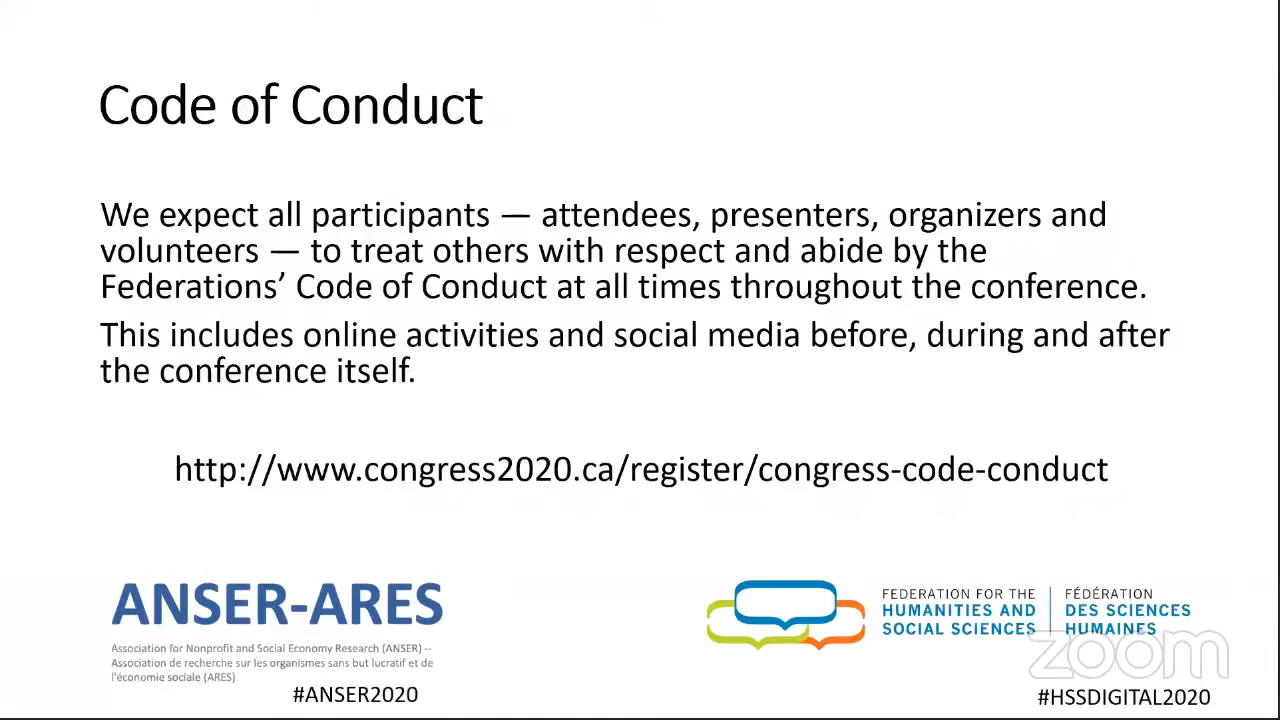 Code of Conduct
We expect all participants — attendees, presenters, organizers and
volunteers — to treat others with respect and abide by the
Federations’ Code of Conduct at all times throughout the conference.
This includes online activities and social media before, during and after
the conference itself.
http://www.congress2020.ca/register/congress-code-conduct
ANSER-ARES
Association for Nonprofit and Social Economy Research (ANSER) --
Association de recherche sur les organismes sans but lucratif et de
l'économie sociale (ARES)
#ANSER2020
FEDERATION FOR THE
HUMANITIES AND
SOCIAL SCIENCES
FÉDÉRATION
DES SCIENCES
HUMAINES
zoom
#HSSDIGITAL2020